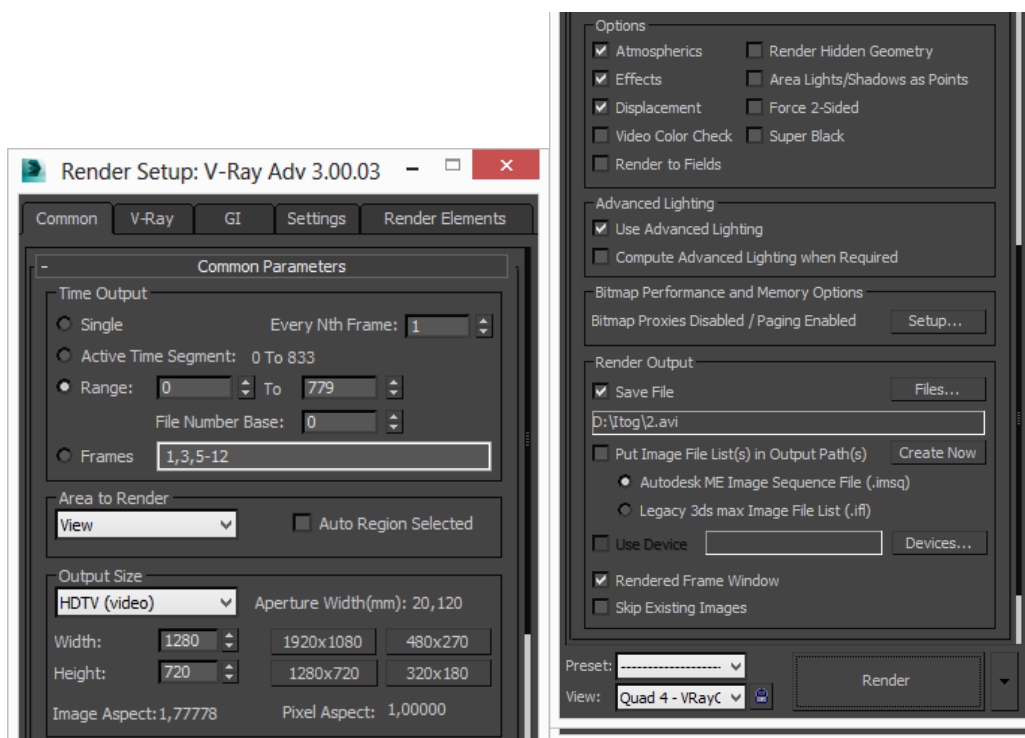 Render Setup: V-Ray Adv 3.00.03
Common V-Ray GI Settings Render Elements
Common Parameters
Time Output
Single Every Nth Frame: 1
Active Time Segment: 0 To 833
Range: 0 To 779
File Number Base: 0
Frames 1,3,5-12
Area to Render
View Auto Region Selected
Output Size
HDTV (video) Aperture Width(mm): 20,120
Width: 1280 1920x1080 480x270
Height: 720 1280x720 320x180
Image Aspect: 1,77778 Pixel Aspect: 1,00000
Options
Atmospherics Render Hidden Geometry
Effects Area Lights/Shadows as Points
Displacement Force 2-Sided
Video Color Check Super Black
Render to Fields
Advanced Lighting
Use Advanced Lighting
Compute Advanced Lighting when Required
Bitmap Performance and Memory Options
Bitmap Proxies Disabled / Paging Enabled Setup...
Render Output
Save File Files...
D:\Itog\2.avi
Put Image File List(s) in Output Path(s) Create Now
Autodesk ME Image Sequence File (.imsq)
Legacy 3ds max Image File List (.ifl)
Use Device Devices...
Rendered Frame Window
Skip Existing Images
Preset: --------------------
View: Quad 4 - VRayC Render